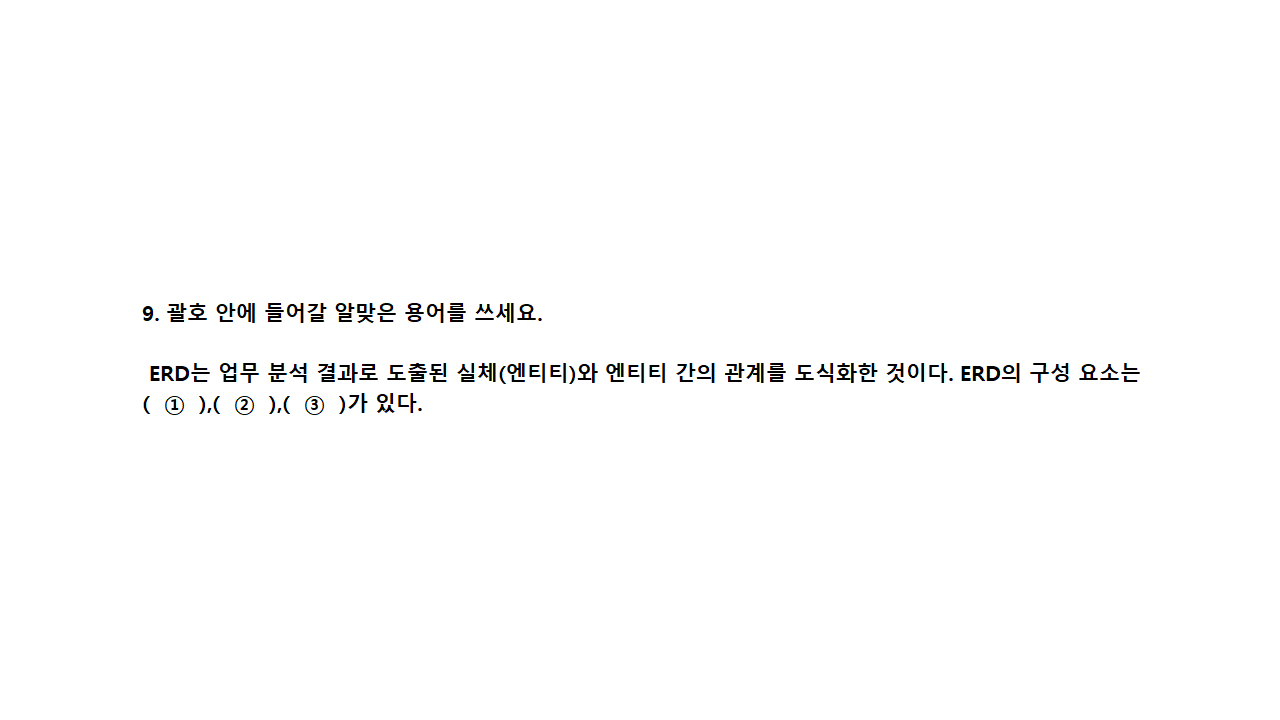 9. 괄호 안에 들어갈 알맞은 용어를 쓰세요.
ERD는 업무 분석 결과로 도출된 실체(엔티티)와 엔티티 간의 관계를 도식화한 것이다. ERD의 구성 요소는
( ① ),( ② ),( ③ )가 있다.